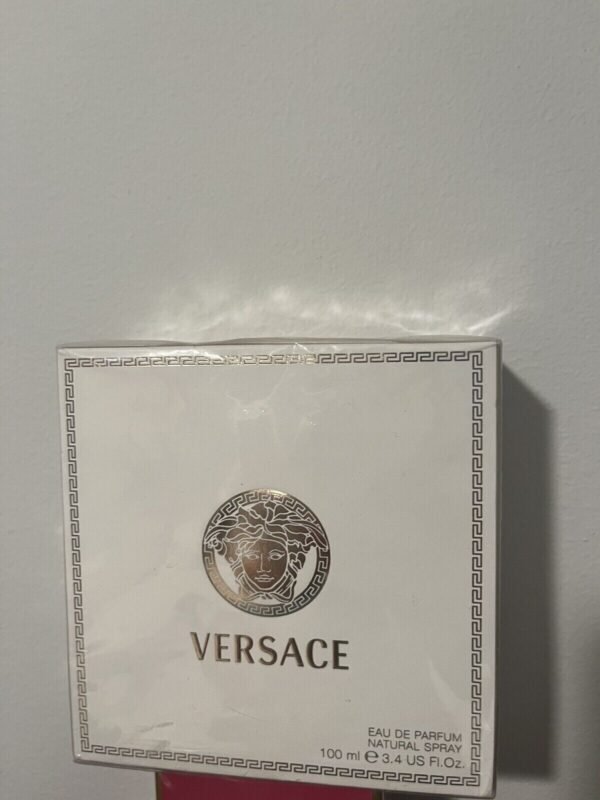 VERSACE
EAU DE PARFUM
NATURAL SPRAY
100 ml ℮ 3.4 US Fl.Oz.